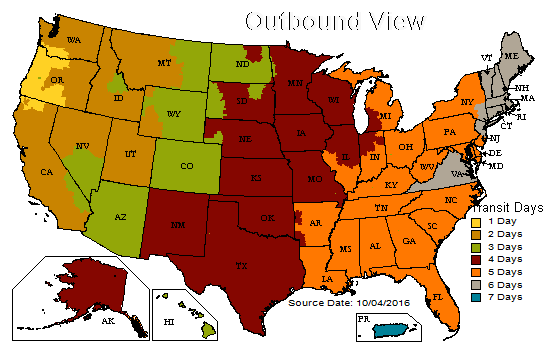 Outbound View
WA
MT
ND
OR
ID
SD
MN
WI
MI
NY
VT
ME
NH
MA
RI
CT
NJ
DE
MD
WY
NE
IA
IL
IN
OH
PA
NV
UT
CO
KS
MO
WV
VA
KY
CA
AZ
NM
OK
AR
TN
NC
SC
TX
LA
MS
AL
GA
FL
AK
HI
PR
Transit Days
1 Day
2 Days
3 Days
4 Days
5 Days
6 Days
7 Days
Source Date: 10/04/2016